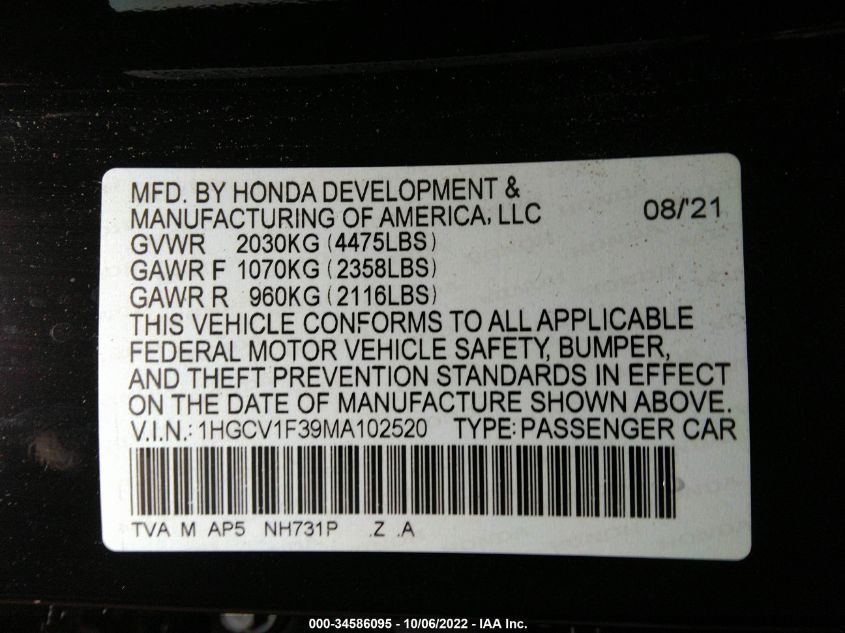 MFD. BY HONDA DEVELOPMENT &
MANUFACTURING OF AMERICA, LLC 08/'21
GVWR 2030KG (4475LBS)
GAWR F 1070KG (2358LBS)
GAWR R 960KG (2116LBS)
THIS VEHICLE CONFORMS TO ALL APPLICABLE
FEDERAL MOTOR VEHICLE SAFETY, BUMPER,
AND THEFT PREVENTION STANDARDS IN EFFECT
ON THE DATE OF MANUFACTURE SHOWN ABOVE.
V.I.N.: 1HGCV1F39MA102520 TYPE: PASSENGER CAR
TVA M AP5 NH731P .Z .A
000-34586095 - 10/06/2022 - IAA Inc.